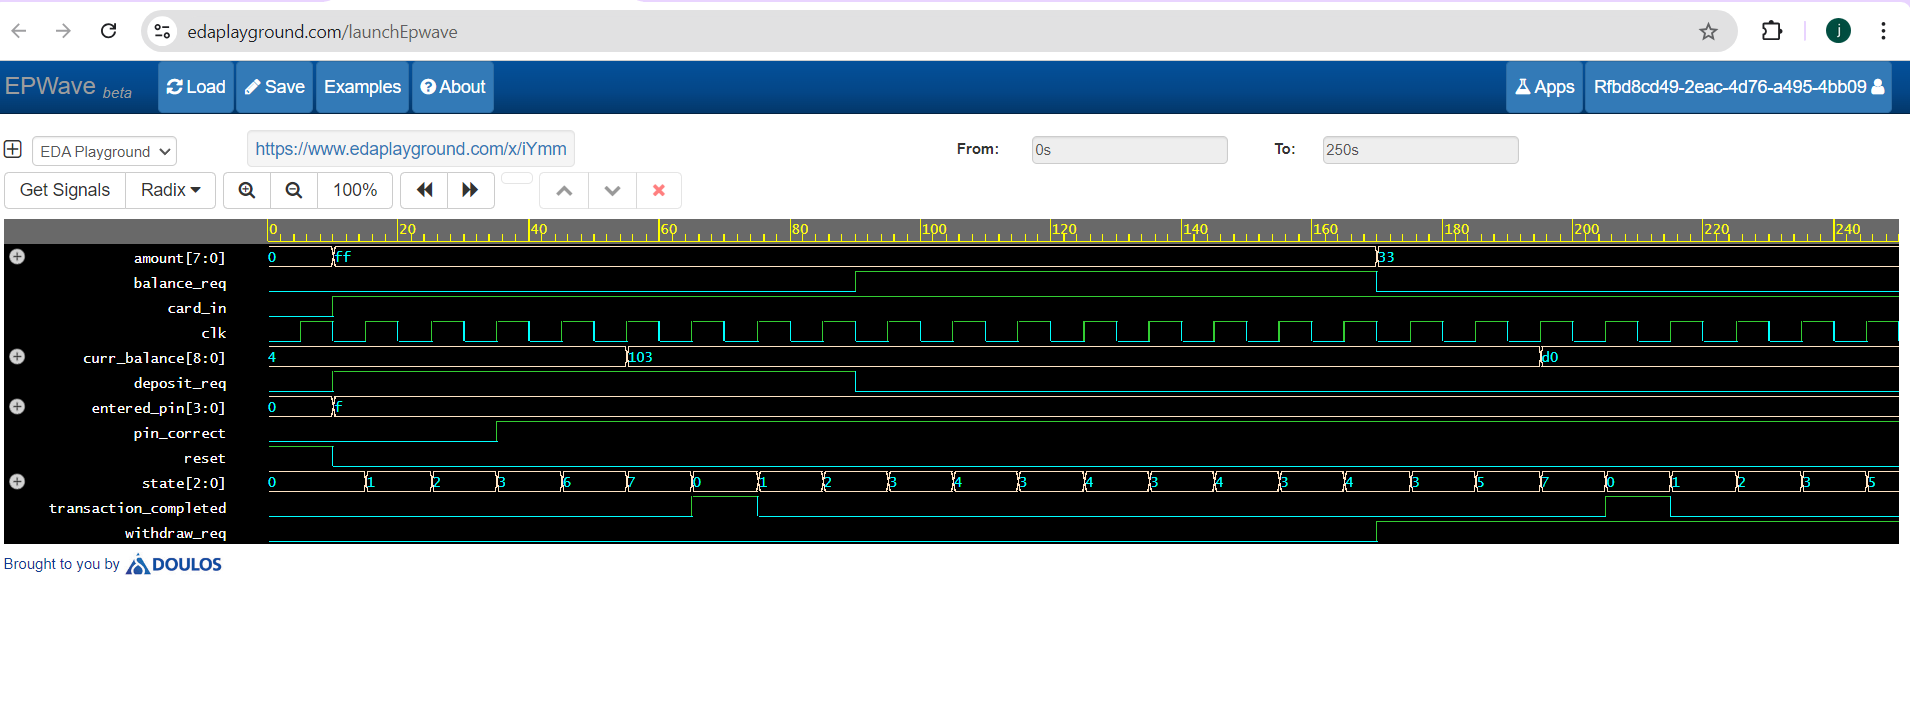 edaplayground.com/launchEpwave
j
EPWave beta Load Save Examples About Apps Rfbd8cd49-2eac-4d76-a495-4bb09
EDA Playground https://www.edaplayground.com/x/iYmm From: 0s To: 250s
Get Signals Radix 100%
0 20 40 60 80 100 120 140 160 180 200 220 240
amount[7:0] 0 ff 33
balance_req
card_in
clk
curr_balance[8:0] 4 103 d0
deposit_req
entered_pin[3:0] 0 f
pin_correct
reset
state[2:0] 0 1 2 3 6 7 0 1 2 3 4 3 4 3 4 3 4 3 5 7 0 1 2 3 5
transaction_completed
withdraw_req
Brought to you by DOULOS